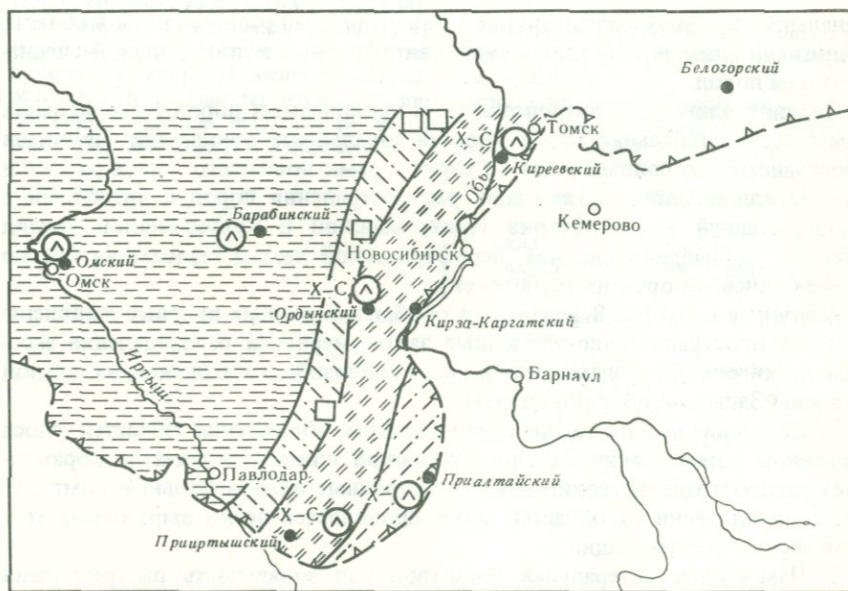 Белогорский
Томск
Х–С
Киреевский
Обь
Кемерово
Барабинский
Новосибирск
Омский
Омск
Х–С
Ордынский
Кирза-Каргатский
Иртыш
Барнаул
Павлодар
Приалтайский
Х–С
Прииртышский